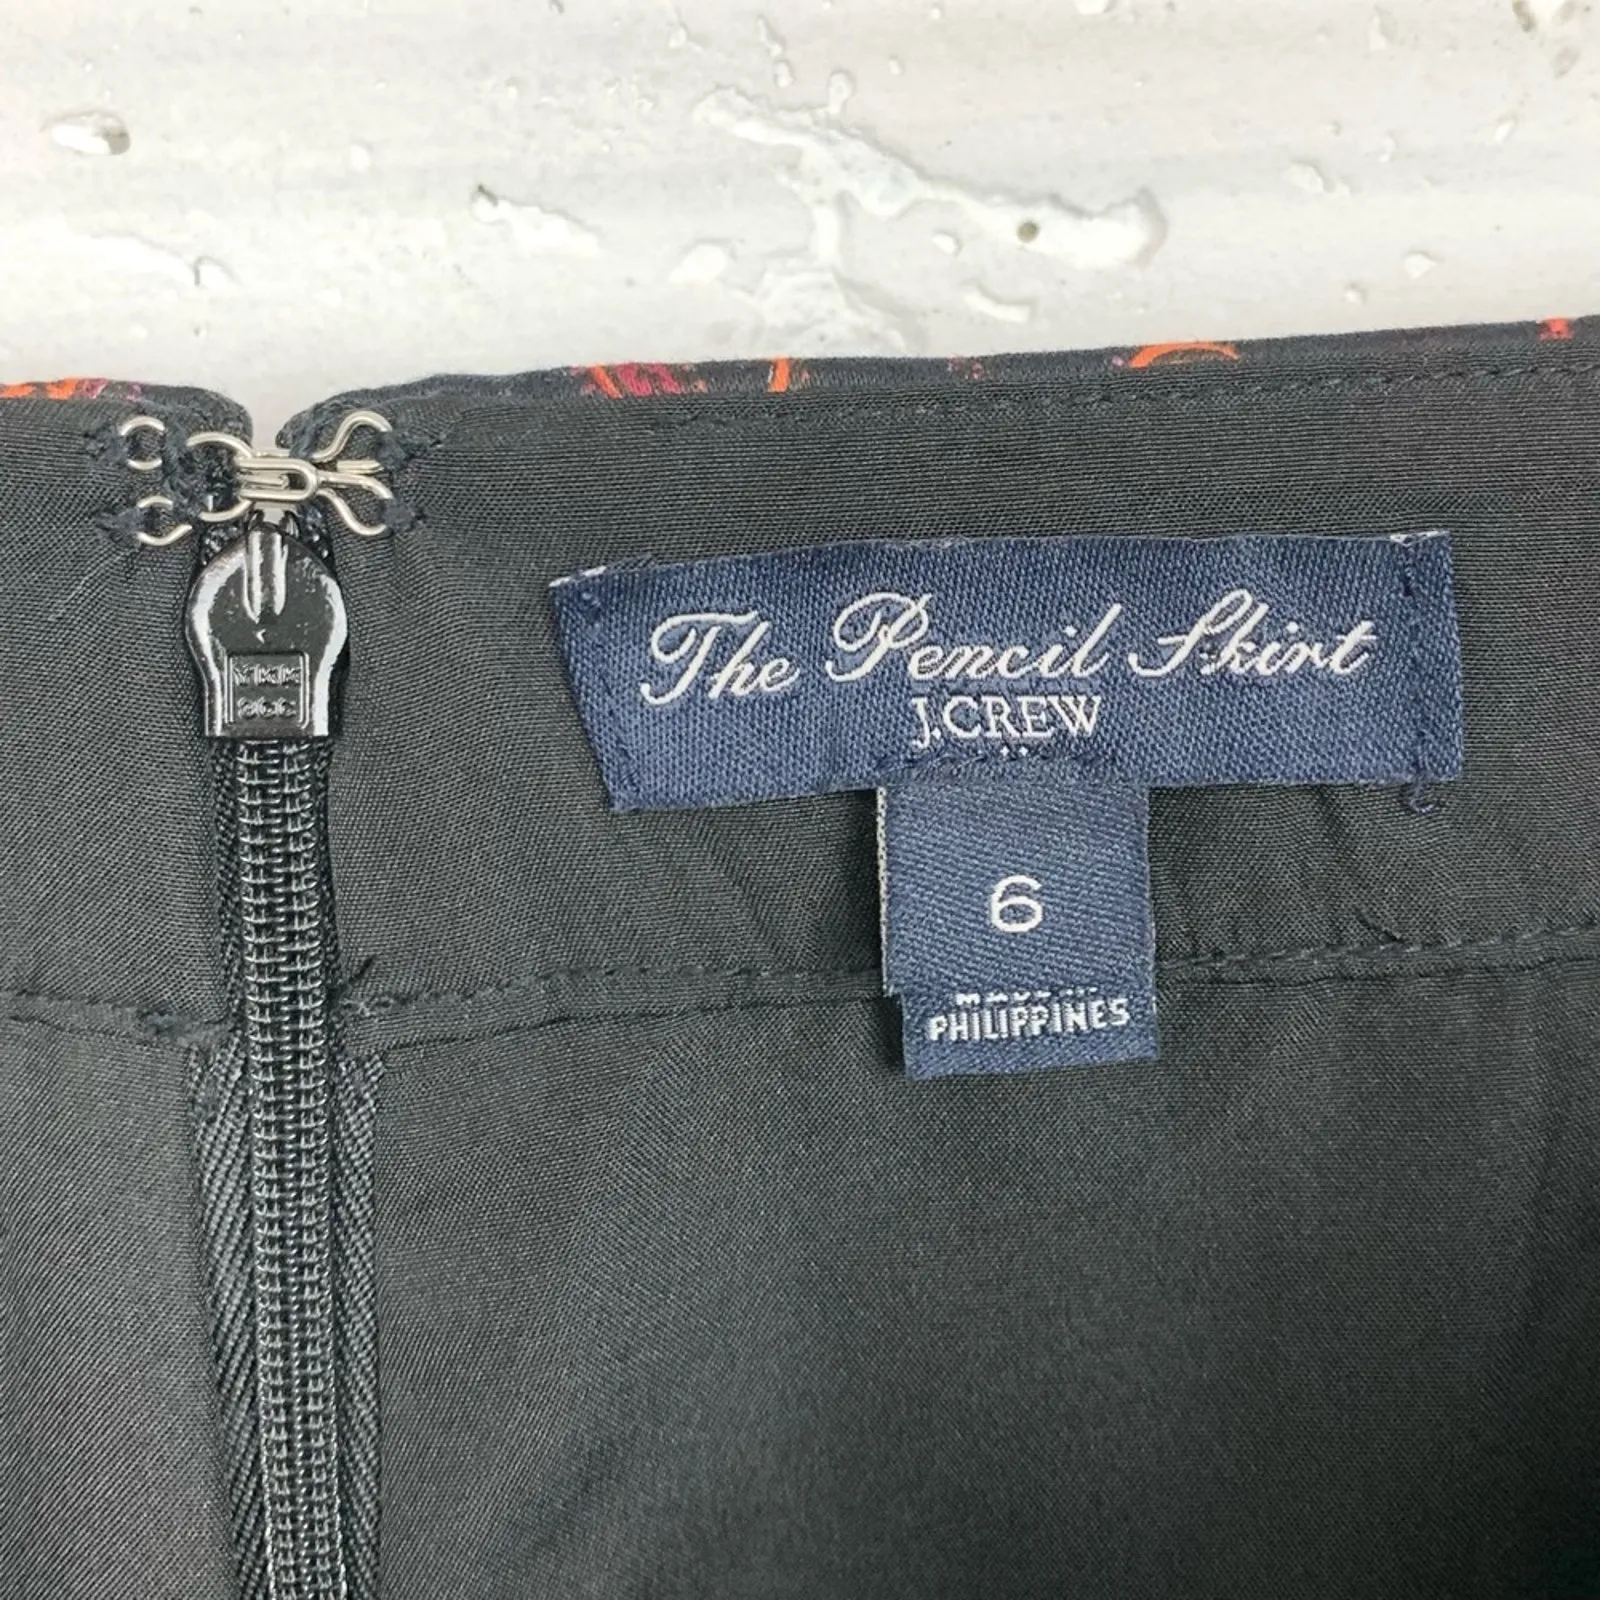 The Pencil Skirt
J.CREW
6
PHILIPPINES